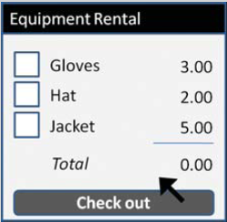 Equipment Rental
Gloves 3.00
Hat 2.00
Jacket 5.00
Total 0.00
Check out